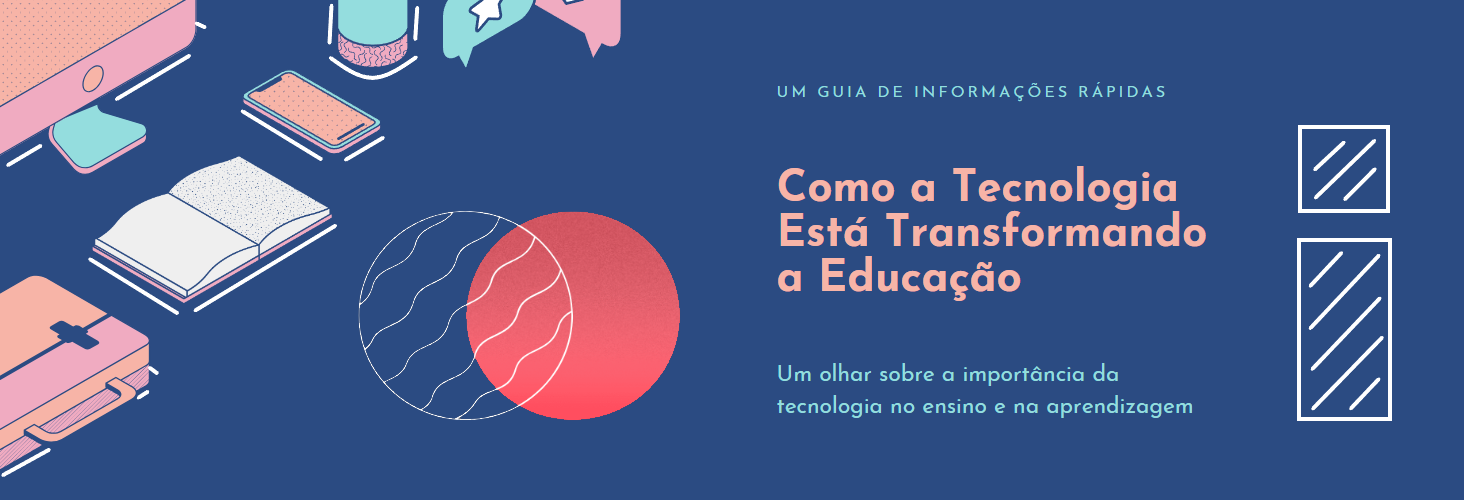 UM GUIA DE INFORMAÇÕES RÁPIDAS
Como a Tecnologia
Está Transformando
a Educação
Um olhar sobre a importância da
tecnologia no ensino e na aprendizagem